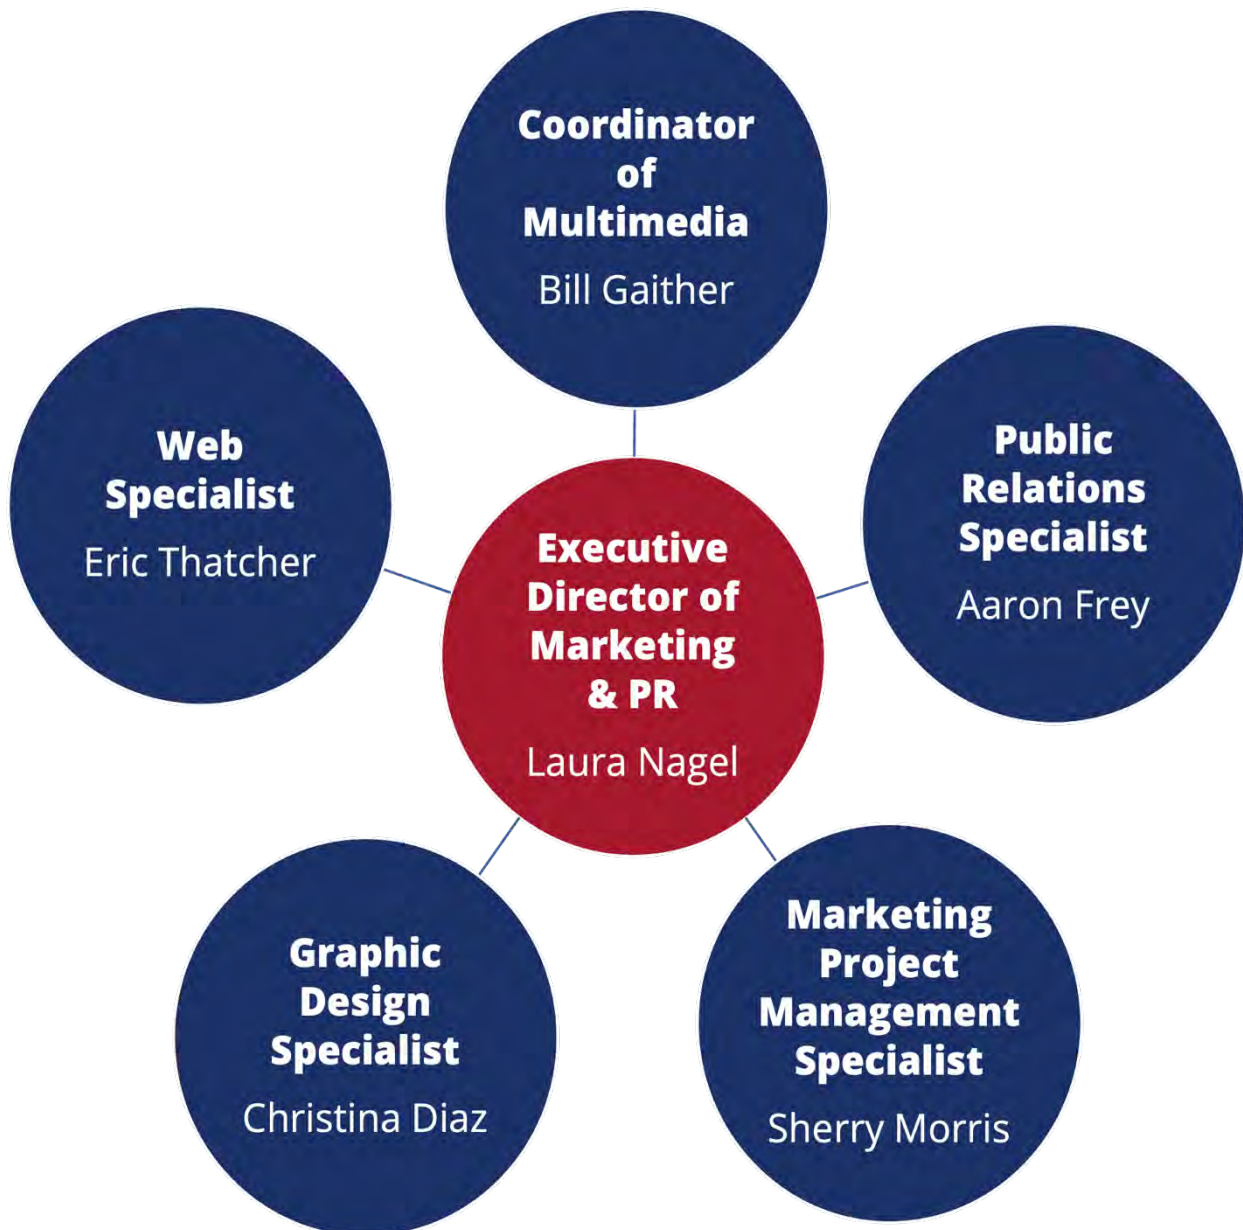 Coordinator
of
Multimedia
Bill Gaither
Web
Specialist
Eric Thatcher
Public
Relations
Specialist
Aaron Frey
Executive
Director of
Marketing
& PR
Laura Nagel
Graphic
Design
Specialist
Christina Diaz
Marketing
Project
Management
Specialist
Sherry Morris